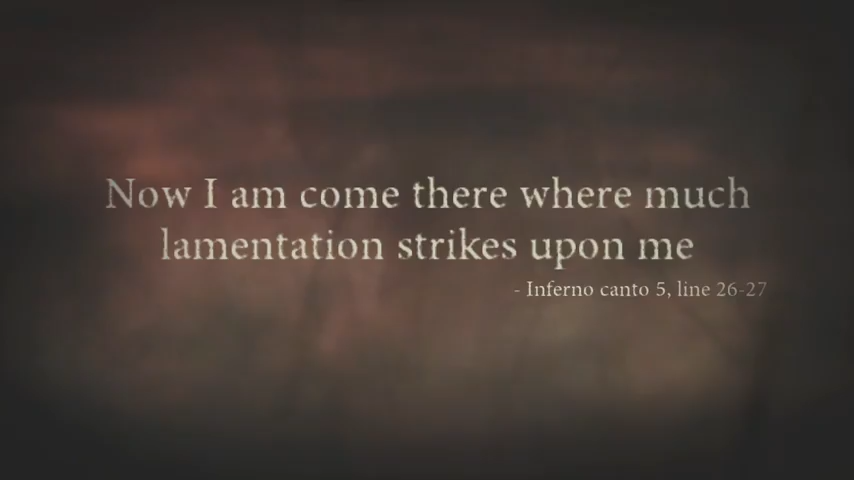 Now I am come there where much
lamentation strikes upon me
- Inferno canto 5, line 26-27